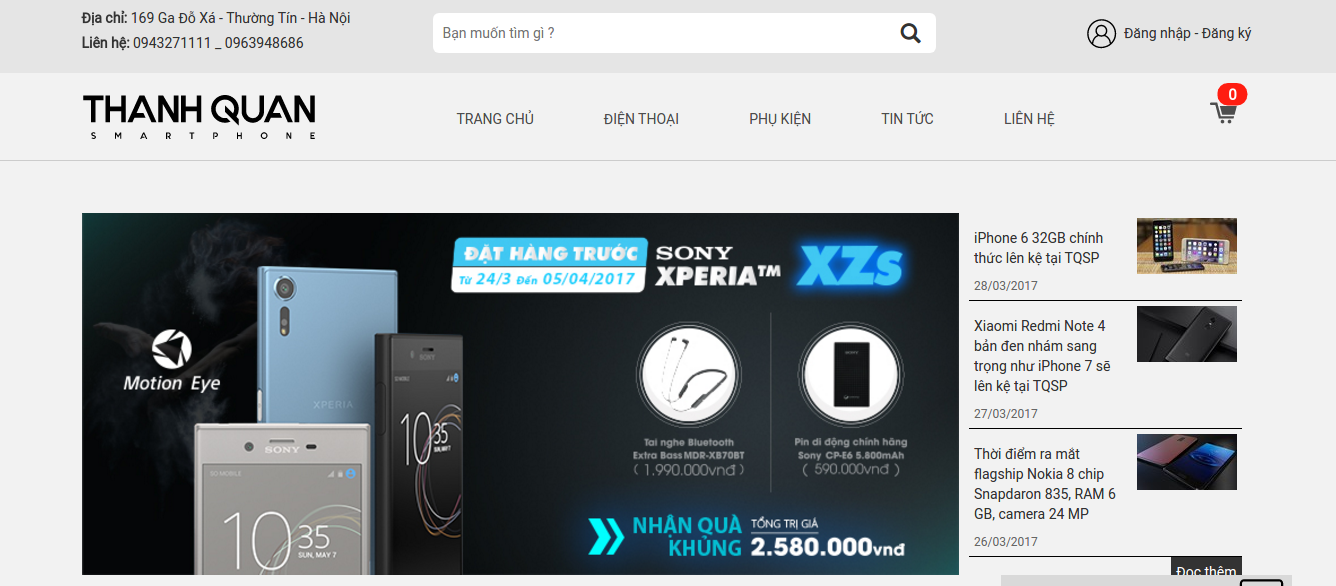 Địa chỉ: 169 Ga Đỗ Xá - Thường Tín - Hà Nội
Liên hệ: 0943271111 _ 0963948686
Bạn muốn tìm gì ?
Đăng nhập - Đăng ký
THANH QUAN
SMARTPHONE
TRANG CHỦ
ĐIỆN THOẠI
PHỤ KIỆN
TIN TỨC
LIÊN HỆ
0
ĐẶT HÀNG TRƯỚC
Từ 24/3 Đến 05/04/2017
SONY
XPERIA™
XZs
Motion Eye
XPERIA
SONY
SONY
10:35
10 35
SUN, MAY 7
Tai nghe Bluetooth
Extra Bass MDR-XB70BT
( 1.990.000vnđ )
Pin di động chính hãng
Sony CP-E6 5.800mAh
( 590.000vnđ )
NHẬN QUÀ
KHỦNG
TỔNG TRỊ GIÁ
2.580.000vnđ
iPhone 6 32GB chính
thức lên kệ tại TQSP
28/03/2017
Xiaomi Redmi Note 4
bản đen nhám sang
trọng như iPhone 7 sẽ
lên kệ tại TQSP
27/03/2017
Thời điểm ra mắt
flagship Nokia 8 chip
Snapdaron 835, RAM 6
GB, camera 24 MP
26/03/2017
Đọc thêm